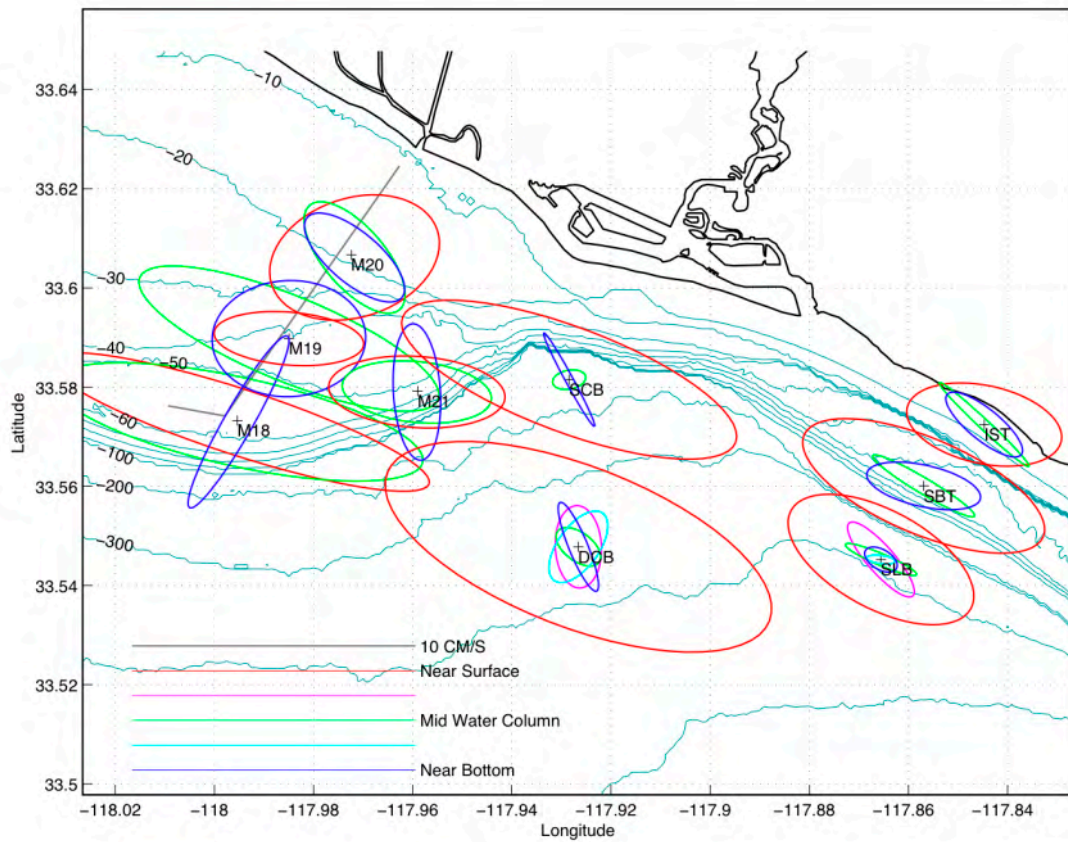 33.64
33.62
33.6
33.58
33.56
33.54
33.52
33.5
Latitude
−10
−20
−30
−40
−50
−60
−100
−200
−300
M20
M19
M21
M18
SCB
DCB
IST
SBT
SLB
10 CM/S
Near Surface
Mid Water Column
Near Bottom
−118.02 −118 −117.98 −117.96 −117.94 −117.92 −117.9 −117.88 −117.86 −117.84
Longitude